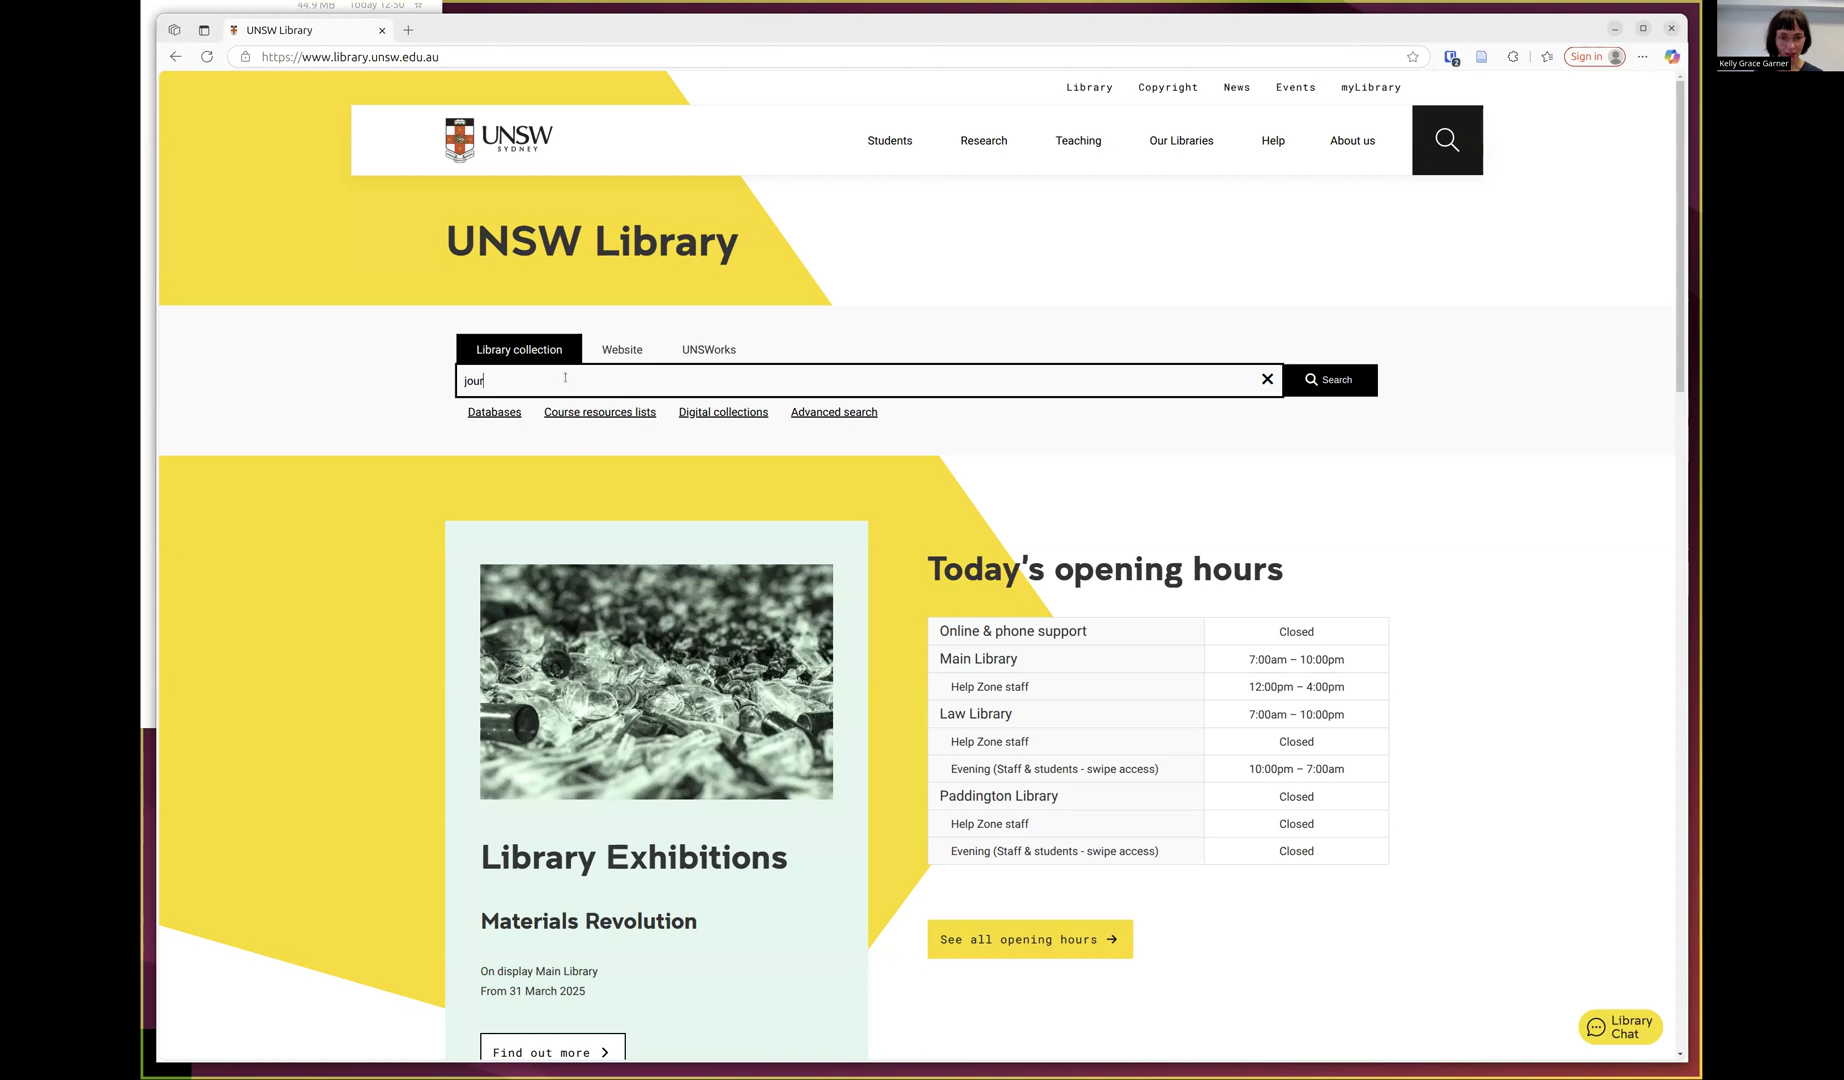 44.9 MB Today 12:30
UNSW Library
https://www.library.unsw.edu.au
2
Sign in
Kelly Grace Garner
Library Copyright News Events myLibrary
UNSW
SYDNEY
Students Research Teaching Our Libraries Help About us
UNSW Library
Library collection Website UNSWorks
jour
Search
Databases Course resources lists Digital collections Advanced search
Today's opening hours
Online & phone support Closed
Main Library 7:00am – 10:00pm
Help Zone staff 12:00pm – 4:00pm
Law Library 7:00am – 10:00pm
Help Zone staff Closed
Evening (Staff & students - swipe access) 10:00pm – 7:00am
Paddington Library Closed
Help Zone staff Closed
Evening (Staff & students - swipe access) Closed
See all opening hours
Library Exhibitions
Materials Revolution
On display Main Library
From 31 March 2025
Find out more
Library
Chat